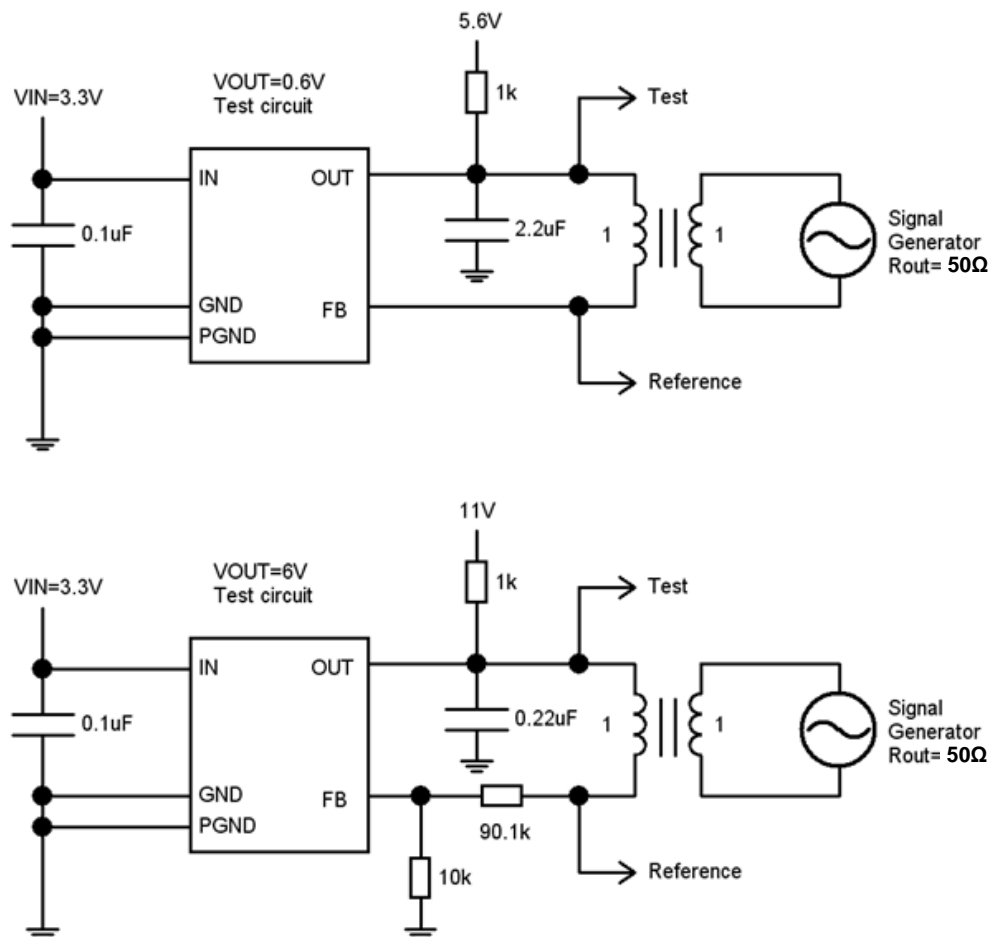 5.6V
VOUT=0.6V
Test circuit
VIN=3.3V
1k
Test
IN
OUT
0.1uF
2.2uF
1
1
Signal
Generator
Rout= 50Ω
GND
FB
PGND
Reference
11V
VOUT=6V
Test circuit
VIN=3.3V
1k
Test
IN
OUT
0.1uF
0.22uF
1
1
Signal
Generator
Rout= 50Ω
GND
FB
PGND
90.1k
Reference
10k